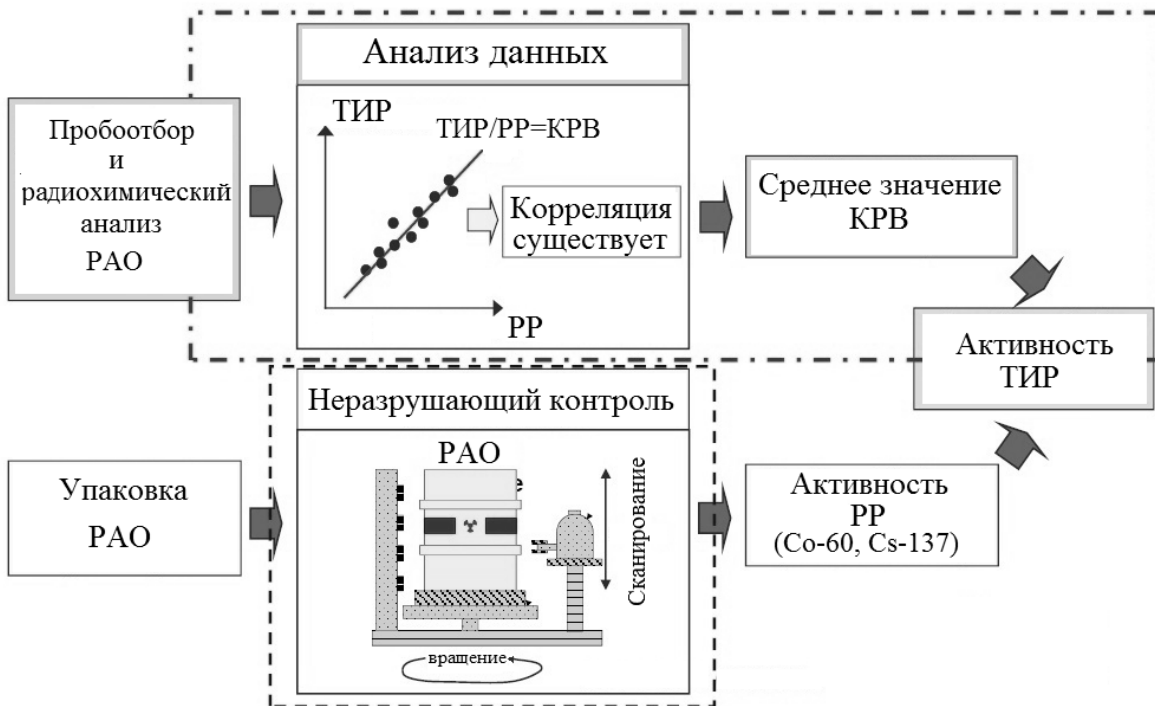 Анализ данных
Пробоотбор
и
радиохимический
анализ
РАО
ТИР
ТИР/РР=КРВ
Корреляция
существует
РР
Среднее значение
КРВ
Активность
ТИР
Неразрушающий контроль
Упаковка
РАО
РАО
е
Сканирование
вращение
Активность
РР
(Co-60, Cs-137)